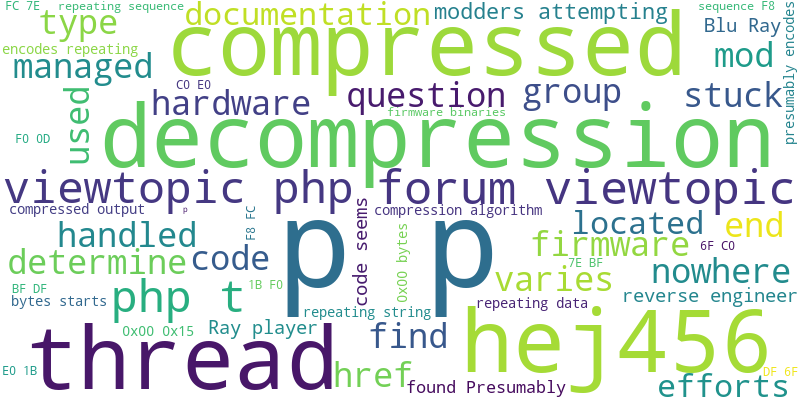 FC 7E
repeating sequence
sequence F8
type
documentation
modders attempting
Blu Ray
encodes repeating
compressed
managed
mod
presumably encodes
C0 E0
used
hardware
question
group
stuck
firmware binaries
F0 0D
decompression
viewtopic php forum viewtopic
compressed output
p
compression algorithm
F8 FC
code seems
0x00 bytes
handled
located
end
firmware
6F C0
determine
code
p p
7E BF
nowhere
BF DF
bytes starts
php t
1B F0
varies
reverse engineer
repeating data
repeating string
0x00 0x15
Ray player
find
hej456
thread
E0 1B
href
found Presumably
DF 6F
efforts